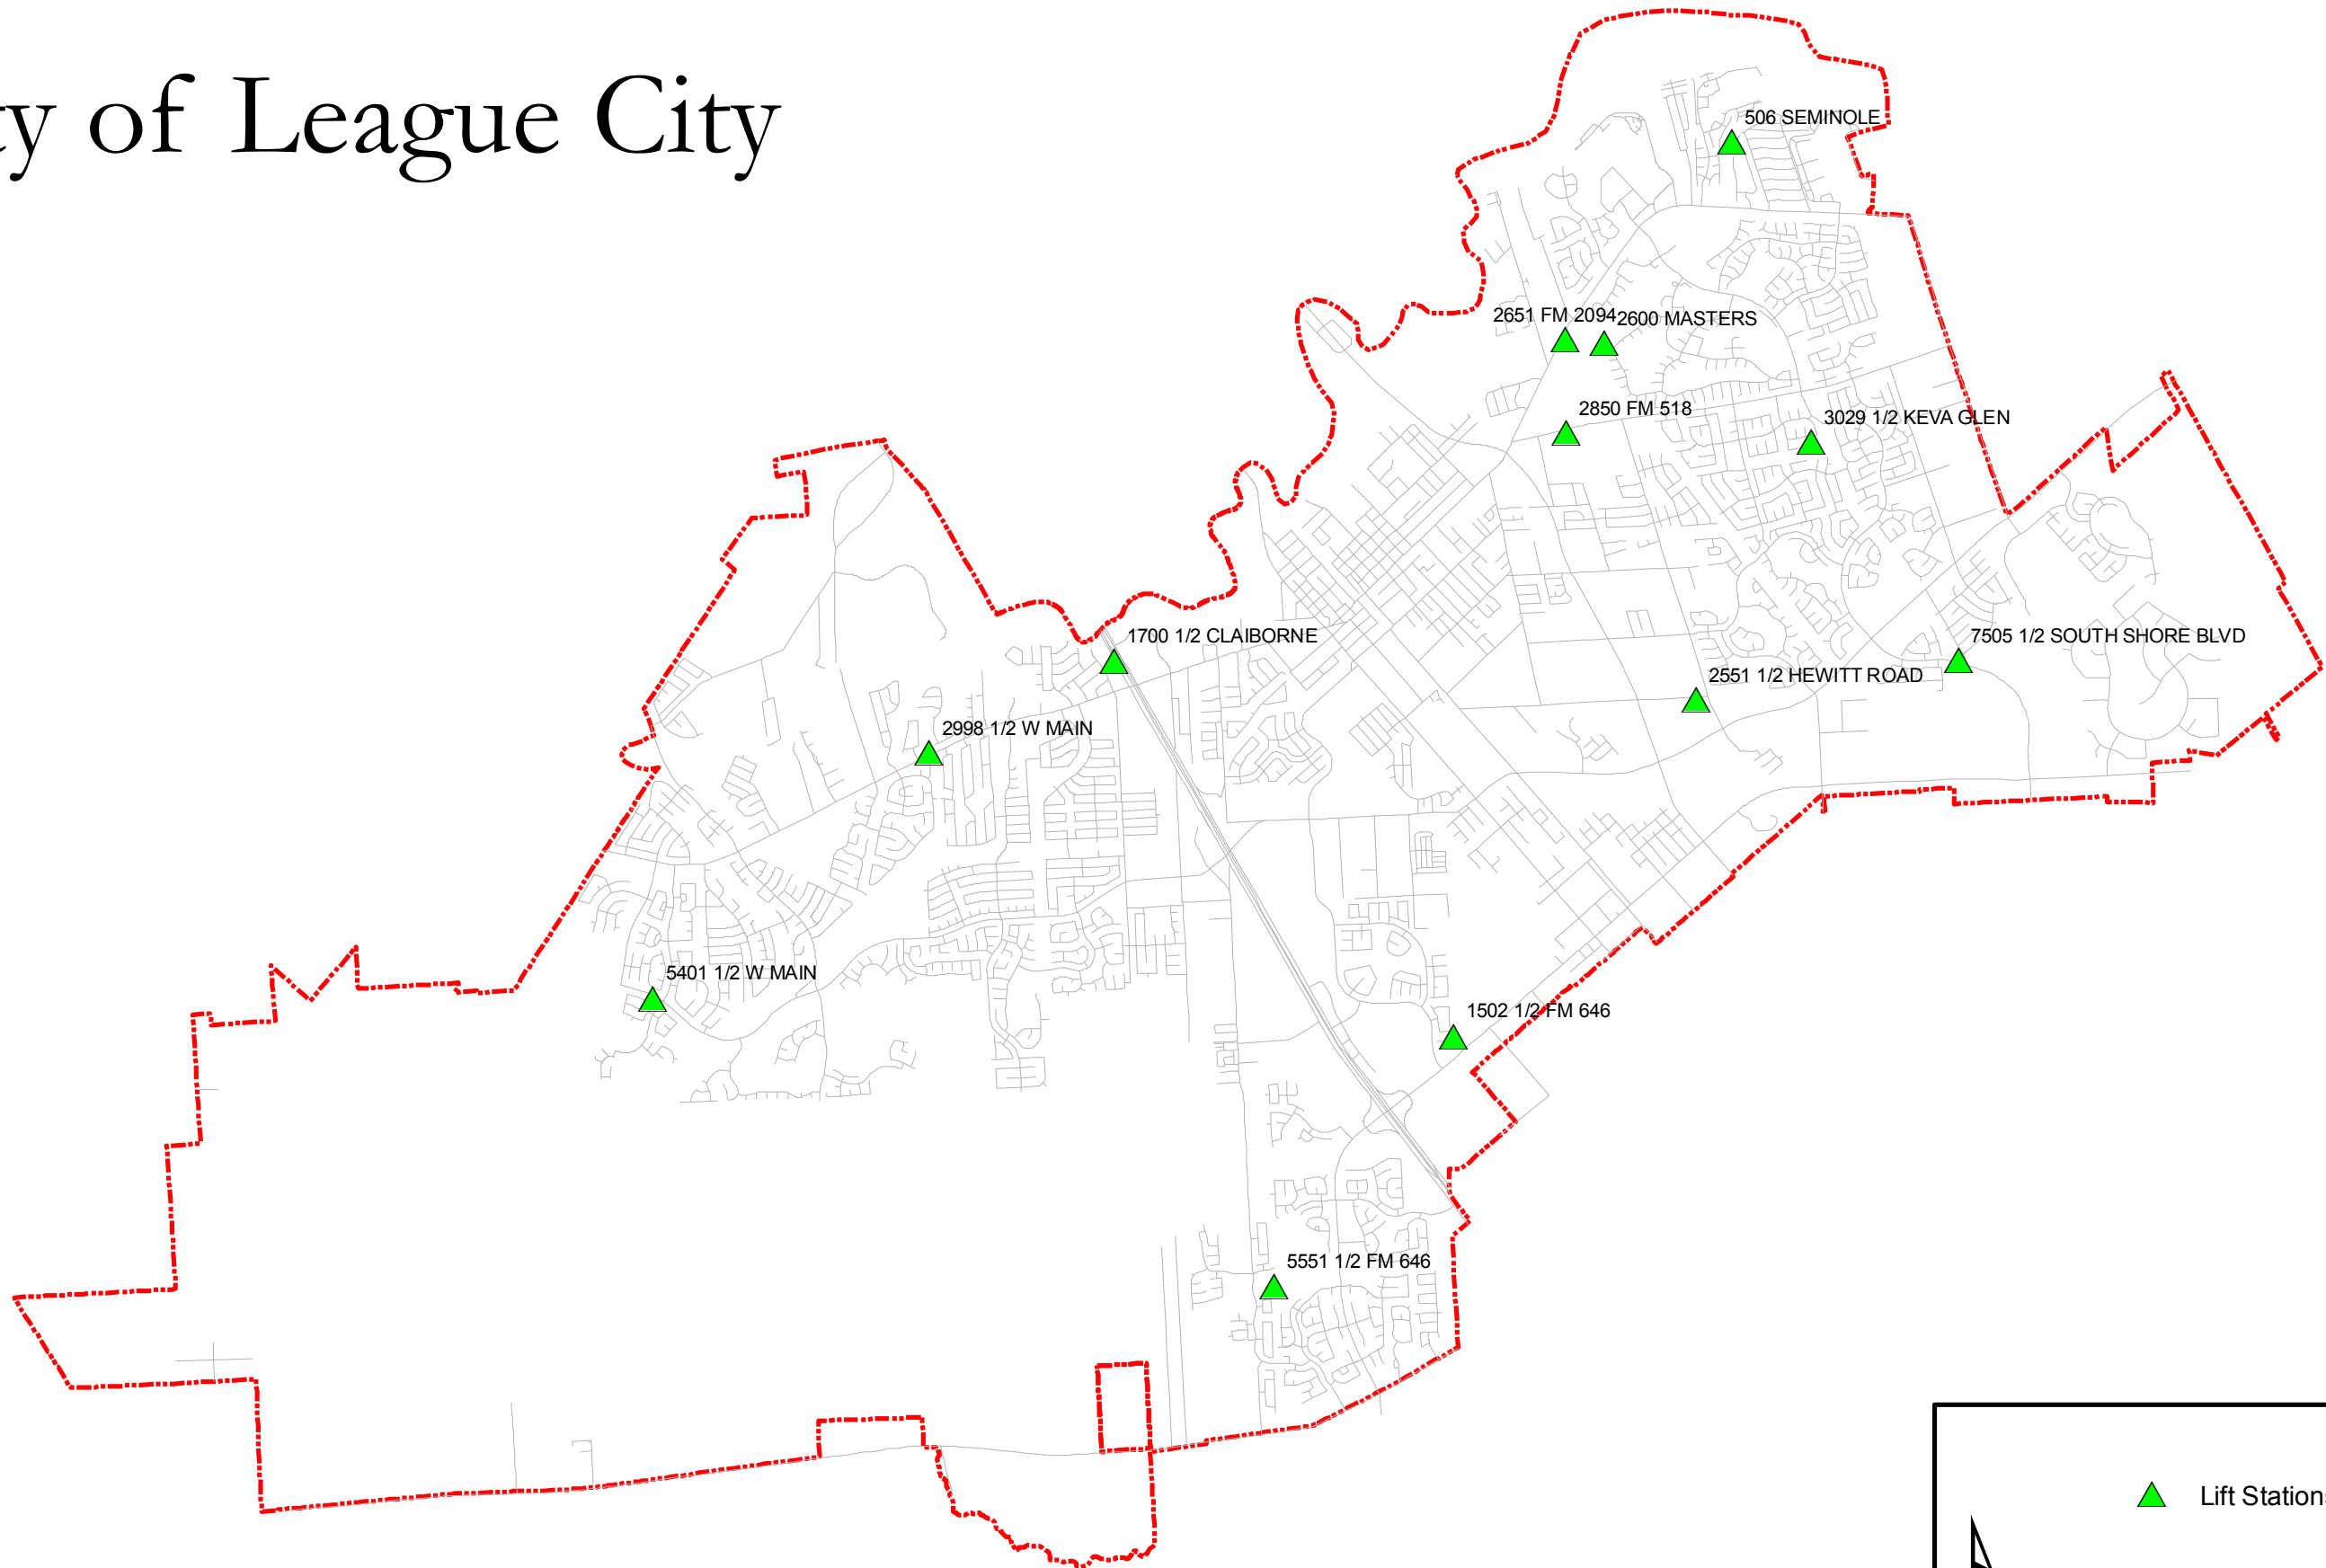 ty of League City
506 SEMINOLE
2651 FM 2094
2600 MASTERS
2850 FM 518
3029 1/2 KEVA GLEN
1700 1/2 CLAIBORNE
7505 1/2 SOUTH SHORE BLVD
2551 1/2 HEWITT ROAD
2998 1/2 W MAIN
5401 1/2 W MAIN
1502 1/2 FM 646
5551 1/2 FM 646
Lift Stations